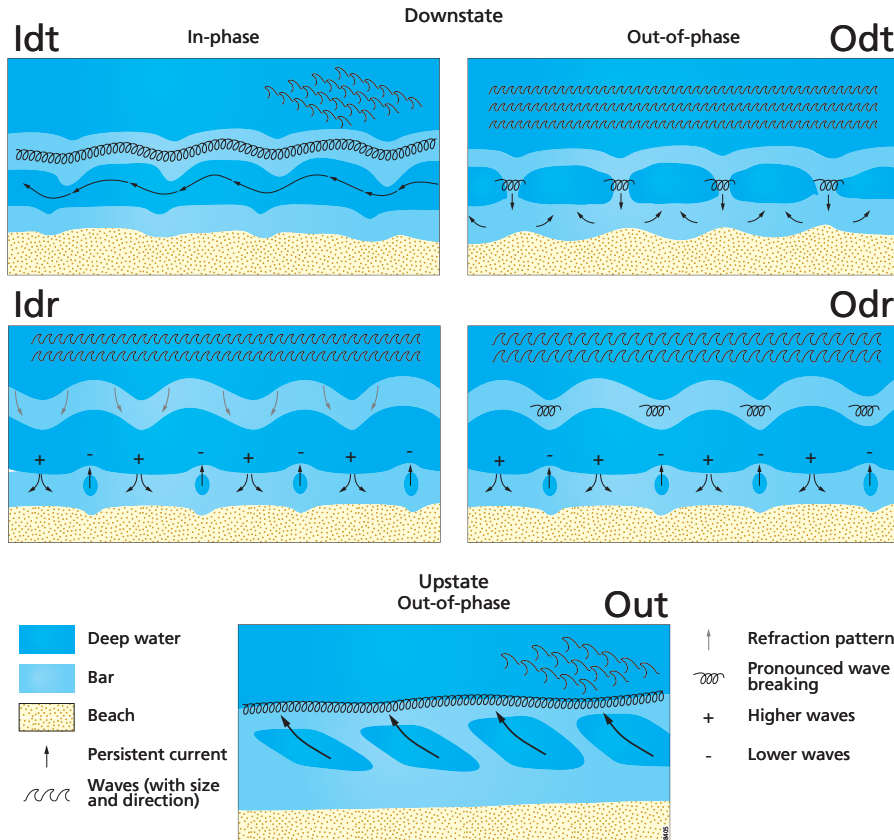 Downstate
Idt
In-phase
Out-of-phase
Odt
Idr
Odr
+ - + - + - + -
+ - + - + - + -
Upstate
Out-of-phase
Out
Deep water
Bar
Beach
Persistent current
Waves (with size
and direction)
Refraction pattern
Pronounced wave
breaking
+ Higher waves
- Lower waves
8405